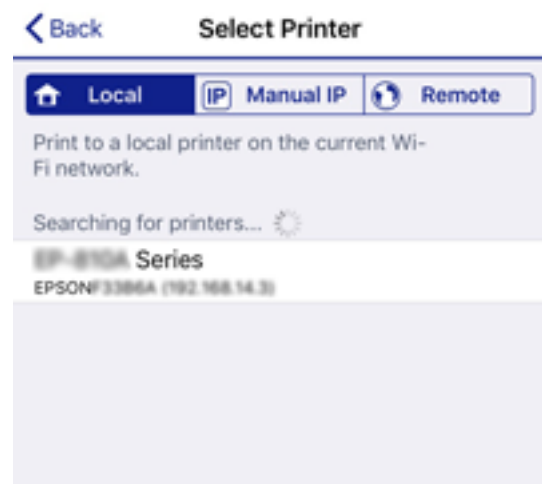 Back Select Printer
Local IP Manual IP Remote
Print to a local printer on the current Wi-
Fi network.
Searching for printers...
Series
EPSON